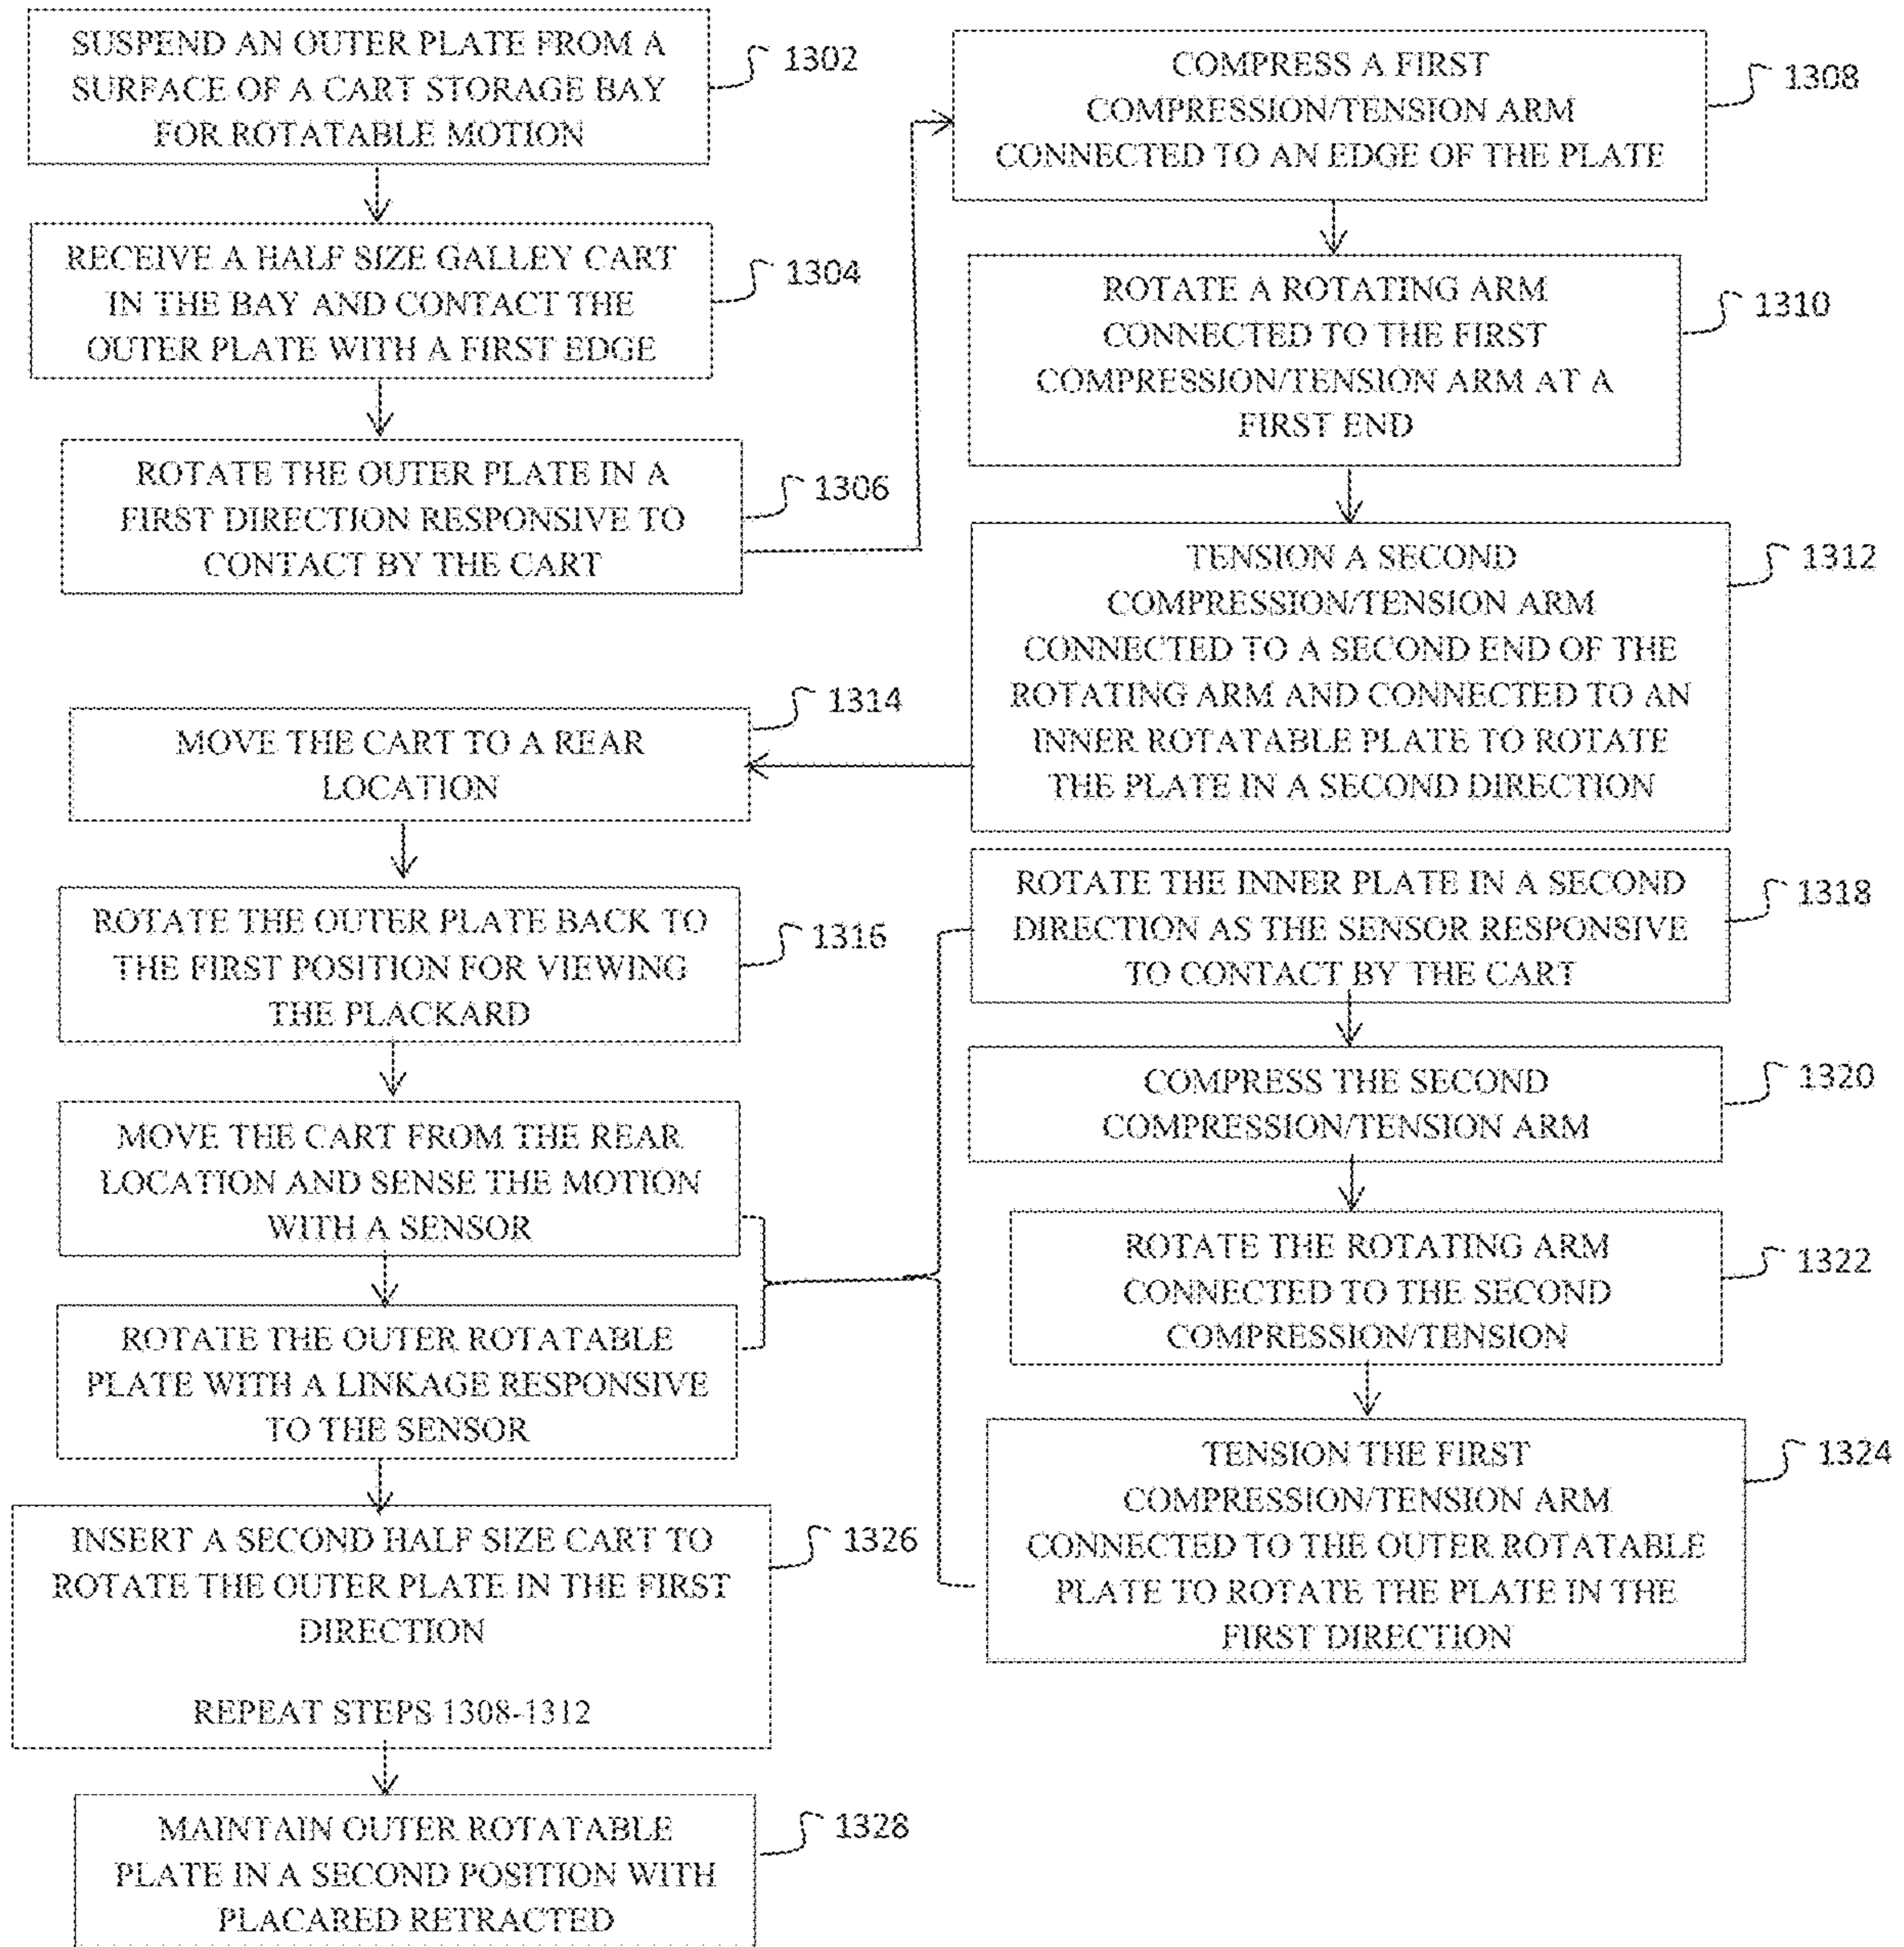 SUSPEND AN OUTER PLATE FROM A
SURFACE OF A CART STORAGE BAY
FOR ROTATABLE MOTION
1302
RECEIVE A HALF SIZE GALLEY CART
IN THE BAY AND CONTACT THE
OUTER PLATE WITH A FIRST EDGE
1304
ROTATE THE OUTER PLATE IN A
FIRST DIRECTION RESPONSIVE TO
CONTACT BY THE CART
1306
COMPRESS A FIRST
COMPRESSION/TENSION ARM
CONNECTED TO AN EDGE OF THE PLATE
1308
ROTATE A ROTATING ARM
CONNECTED TO THE FIRST
COMPRESSION/TENSION ARM AT A
FIRST END
1310
TENSION A SECOND
COMPRESSION/TENSION ARM
CONNECTED TO A SECOND END OF THE
ROTATING ARM AND CONNECTED TO AN
INNER ROTATABLE PLATE TO ROTATE
THE PLATE IN A SECOND DIRECTION
1312
MOVE THE CART TO A REAR
LOCATION
1314
ROTATE THE OUTER PLATE BACK TO
THE FIRST POSITION FOR VIEWING
THE PLACKARD
1316
MOVE THE CART FROM THE REAR
LOCATION AND SENSE THE MOTION
WITH A SENSOR
ROTATE THE OUTER ROTATABLE
PLATE WITH A LINKAGE RESPONSIVE
TO THE SENSOR
ROTATE THE INNER PLATE IN A SECOND
DIRECTION AS THE SENSOR RESPONSIVE
TO CONTACT BY THE CART
1318
COMPRESS THE SECOND
COMPRESSION/TENSION ARM
1320
ROTATE THE ROTATING ARM
CONNECTED TO THE SECOND
COMPRESSION/TENSION
1322
TENSION THE FIRST
COMPRESSION/TENSION ARM
CONNECTED TO THE OUTER ROTATABLE
PLATE TO ROTATE THE PLATE IN THE
FIRST DIRECTION
1324
INSERT A SECOND HALF SIZE CART TO
ROTATE THE OUTER PLATE IN THE FIRST
DIRECTION
REPEAT STEPS 1308-1312
1326
MAINTAIN OUTER ROTATABLE
PLATE IN A SECOND POSITION WITH
PLACARED RETRACTED
1328